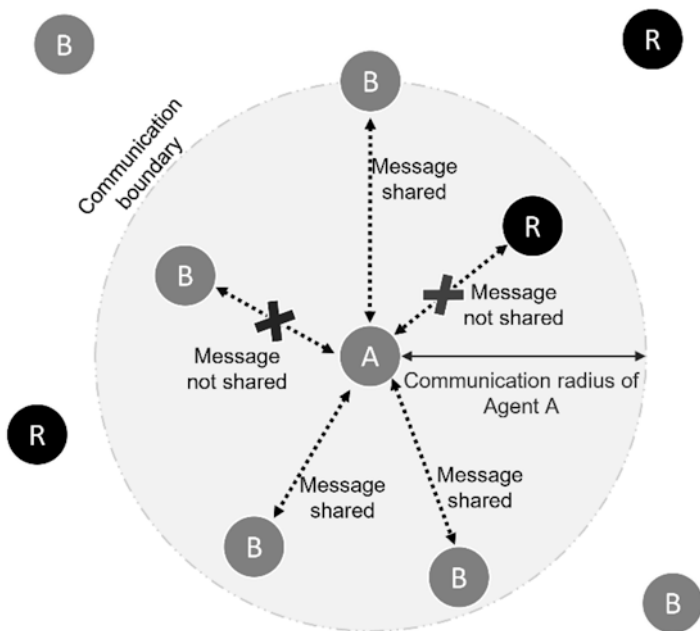 B
R
B
Communication
boundary
Message
shared
R
B
Message
not shared
Message
not shared
A
Communication radius of
Agent A
R
Message
shared
Message
shared
B
B
B